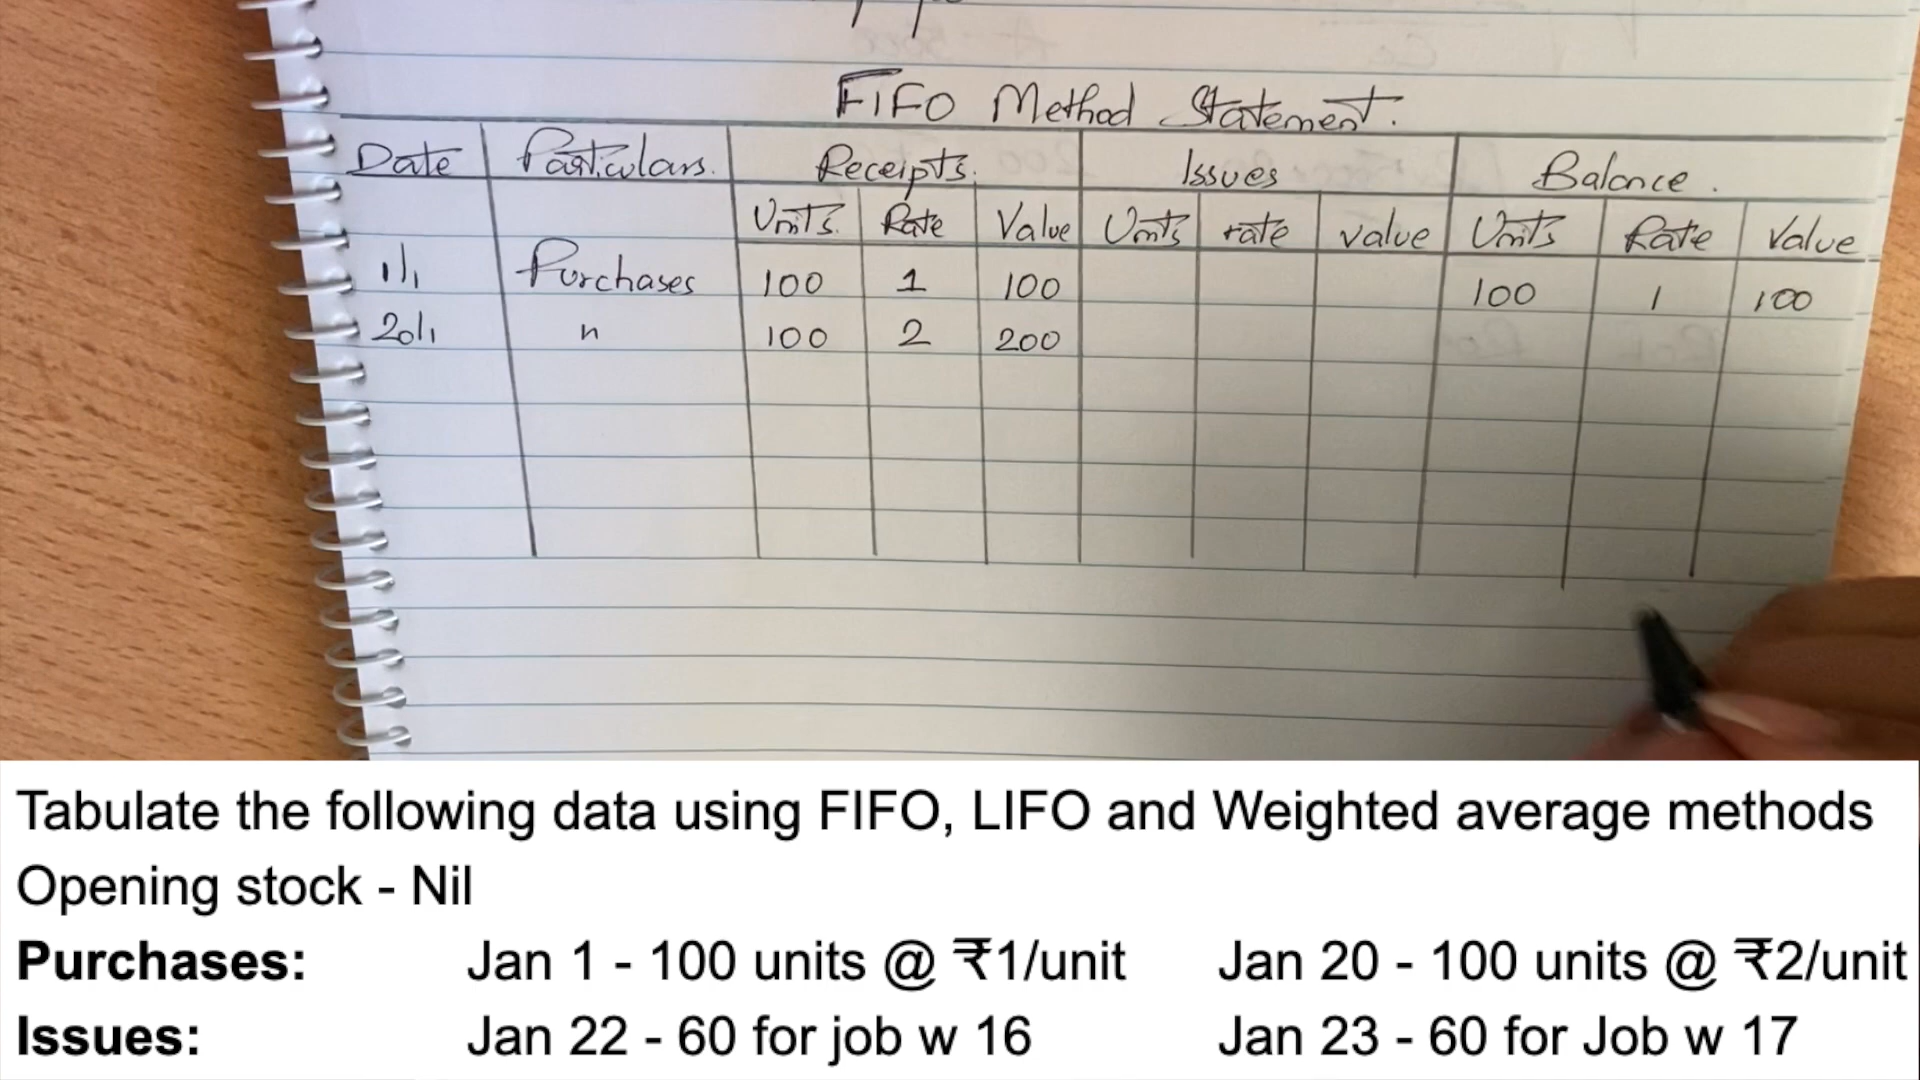 FIFO Method Statement.
Date Particulars. Receipts. Issues Balance.
Units. Rate Value Units rate value Units Rate Value
1/1 Purchases 100 1 100 100 1 100
20/1 n 100 2 200
Tabulate the following data using FIFO, LIFO and Weighted average methods
Opening stock - Nil
Purchases: Jan 1 - 100 units @ ₹1/unit Jan 20 - 100 units @ ₹2/unit
Issues: Jan 22 - 60 for job w 16 Jan 23 - 60 for Job w 17